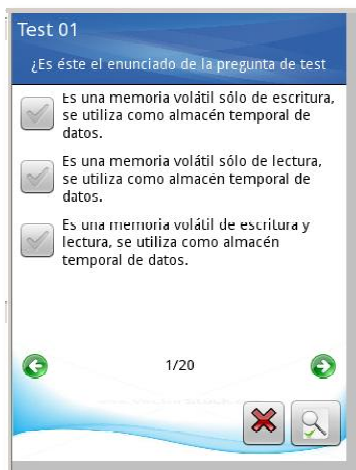 Test 01
¿Es éste el enunciado de la pregunta de test
Es una memoria volátil sólo de escritura,
se utiliza como almacén temporal de
datos.
Es una memoria volátil sólo de lectura,
se utiliza como almacén temporal de
datos.
Es una memoria volátil de escritura y
lectura, se utiliza como almacén
temporal de datos.
1/20